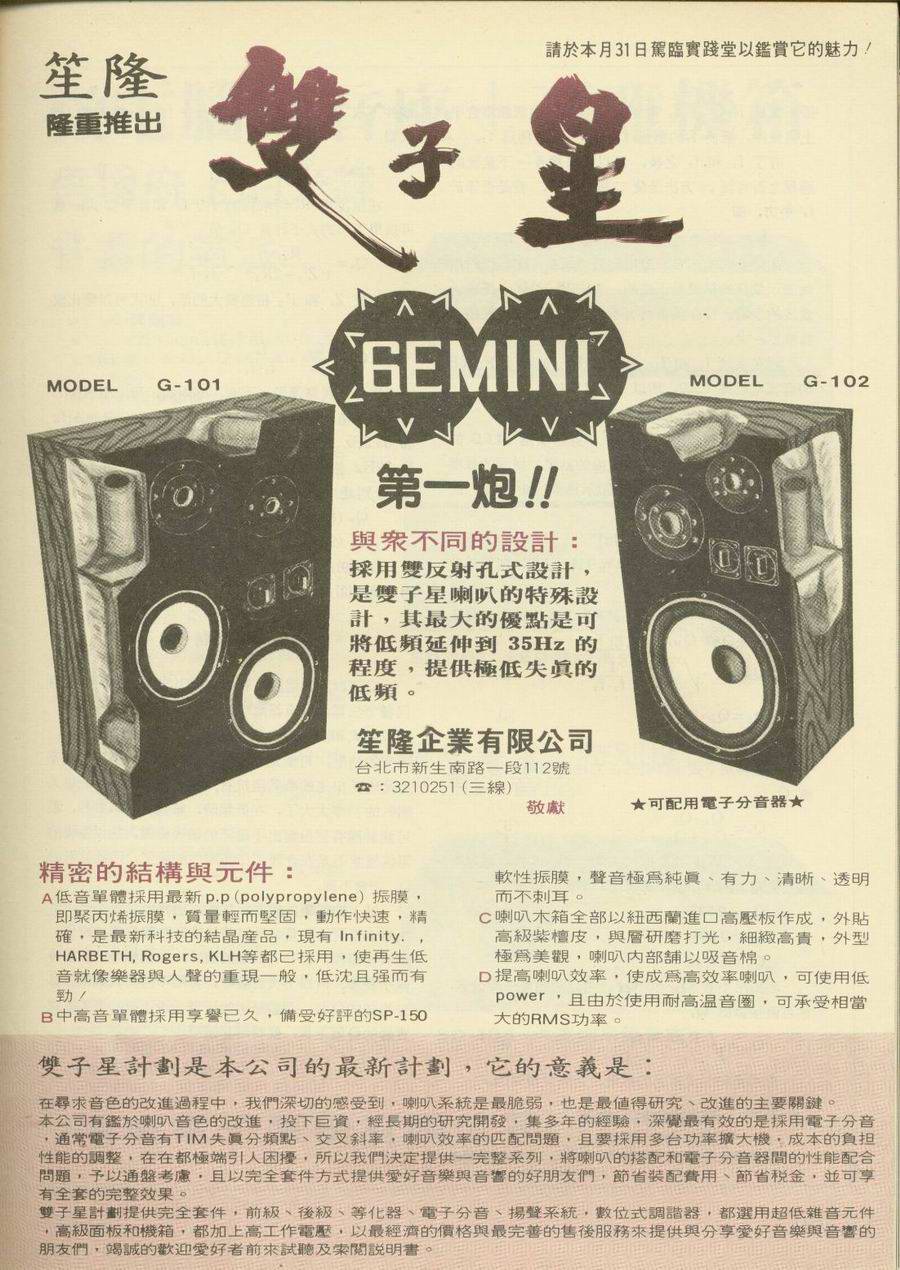 請於本月31日駕臨實踐堂以鑑賞它的魅力！
笙隆
隆重推出
雙子星
GEMINI
MODEL G-101
MODEL G-102
第一炮!!
與衆不同的設計：
採用雙反射孔式設計，
是雙子星喇叭的特殊設
計，其最大的優點是可
將低頻延伸到 35Hz 的
程度，提供極低失眞的
低頻。
笙隆企業有限公司
台北市新生南路一段112號
☎：3210251(三線)
敬獻
★可配用電子分音器★
精密的結構與元件：
A低音單體採用最新p.p(polypropylene) 振膜，
即聚丙烯振膜，質量輕而堅固，動作快速，精
確，是最新科技的結晶産品，現有 Infinity. ,
HARBETH, Rogers, KLH等都已採用，使再生低
音就像樂器與人聲的重現一般，低沈且强而有
勁！
B中高音單體採用享譽已久，備受好評的SP-150
軟性振膜，聲音極爲純眞、有力、清晰、透明
而不刺耳。
C喇叭木箱全部以紐西蘭進口高壓板作成，外貼
高級紫檀皮，與層研磨打光，細緻高貴，外型
極爲美觀，喇叭内部舖以吸音棉。
D提高喇叭效率，使成爲高效率喇叭，可使用低
power，且由於使用耐高温音圈，可承受相當
大的RMS功率。
雙子星計劃是本公司的最新計劃，它的意義是：
在尋求音色的改進過程中，我們深切的感受到，喇叭系統是最脆弱，也是最値得研究、改進的主要關鍵。
本公司有鑑於喇叭音色的改進，投下巨資，經長期的研究開發，集多年的經驗，深覺最有效的是採用電子分音
，通常電子分音有TIM失眞分頻點、交叉斜率，喇叭效率的匹配問題，且要採用多台功率擴大機，成本的負担
性能的調整，在在都極端引人困擾，所以我們決定提供一完整系列，將喇叭的搭配和電子分音器間的性能配合
問題，予以通盤考慮，且以完全套件方式提供愛好音樂與音響的好朋友們，節省裝配費用、節省税金，並可享
有全套的完整效果。
雙子星計劃提供完全套件，前級、後級、等化器、電子分音、揚聲系統，數位式調諧器，都選用超低雜音元件
，高級面板和機箱，都加上高工作電壓，以最經濟的價格與最完善的售後服務來提供與分享愛好音樂與音響的
朋友們，竭誠的歡迎愛好者前來試聽及索閲説明書。